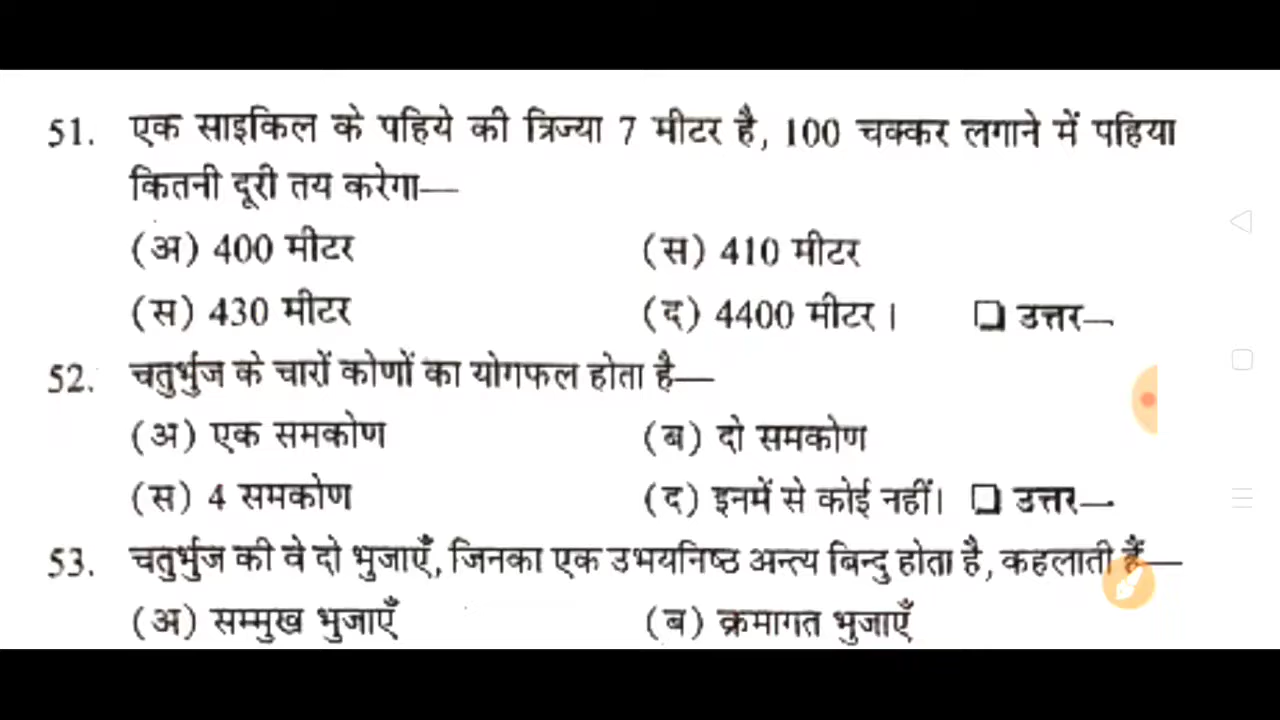 51. एक साइकिल के पहिये की त्रिज्या 7 मीटर है, 100 चक्कर लगाने में पहिया
कितनी दूरी तय करेगा—
(अ) 400 मीटर (स) 410 मीटर
(स) 430 मीटर (द) 4400 मीटर। ❑ उत्तर—
52. चतुर्भुज के चारों कोणों का योगफल होता है—
(अ) एक समकोण (ब) दो समकोण
(स) 4 समकोण (द) इनमें से कोई नहीं। ❑ उत्तर—
53. चतुर्भुज की वे दो भुजाएँ, जिनका एक उभयनिष्ठ अन्त्य बिन्दु होता है, कहलाती हैं—
(अ) सम्मुख भुजाएँ (ब) क्रमागत भुजाएँ